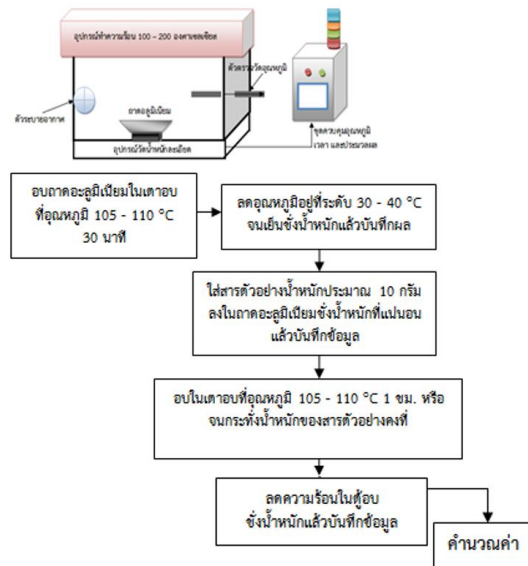 อุปกรณ์ทำความร้อน 100 – 200 องศาเซลเซียส
ตัวตรวจวัดอุณหภูมิ
ถาดอลูมิเนียม
ตัวระบายอากาศ
อุปกรณ์วัดน้ำหนักละเอียด
ชุดควบคุมอุณหภูมิ
เวลา และประมวลผล
อบถาดอะลูมิเนียมในเตาอบ
ที่อุณหภูมิ 105 - 110 °C
30 นาที
ลดอุณหภูมิอยู่ที่ระดับ 30 - 40 °C
จนเย็นชั่งน้ำหนักแล้วบันทึกผล
ใส่สารตัวอย่างน้ำหนักประมาณ 10 กรัม
ลงในถาดอะลูมิเนียมชั่งน้ำหนักที่แน่นอน
แล้วบันทึกข้อมูล
อบในเตาอบที่อุณหภูมิ 105 - 110 °C 1 ชม. หรือ
จนกระทั่งน้ำหนักของสารตัวอย่างคงที่
ลดความร้อนในตู้อบ
ชั่งน้ำหนักแล้วบันทึกข้อมูล
คำนวณค่า